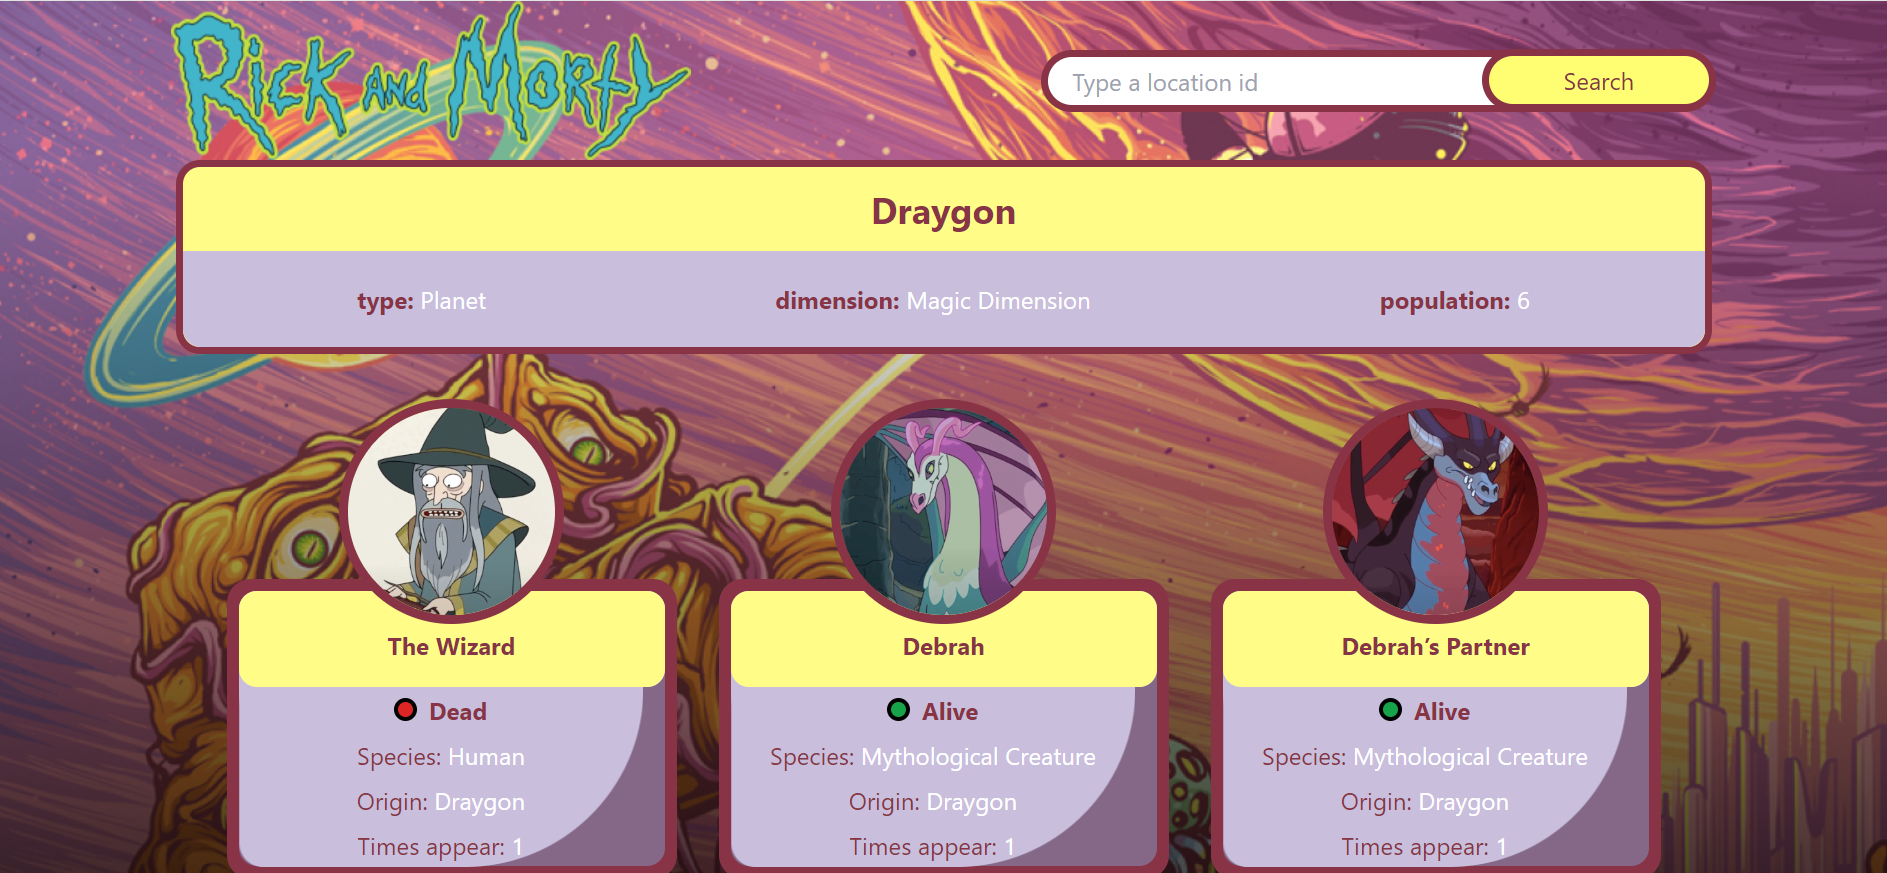 Rick and Morty
Type a location id
Search
Draygon
type: Planet
dimension: Magic Dimension
population: 6
The Wizard
Dead
Species: Human
Origin: Draygon
Times appear: 1
Debrah
Alive
Species: Mythological Creature
Origin: Draygon
Times appear: 1
Debrah’s Partner
Alive
Species: Mythological Creature
Origin: Draygon
Times appear: 1